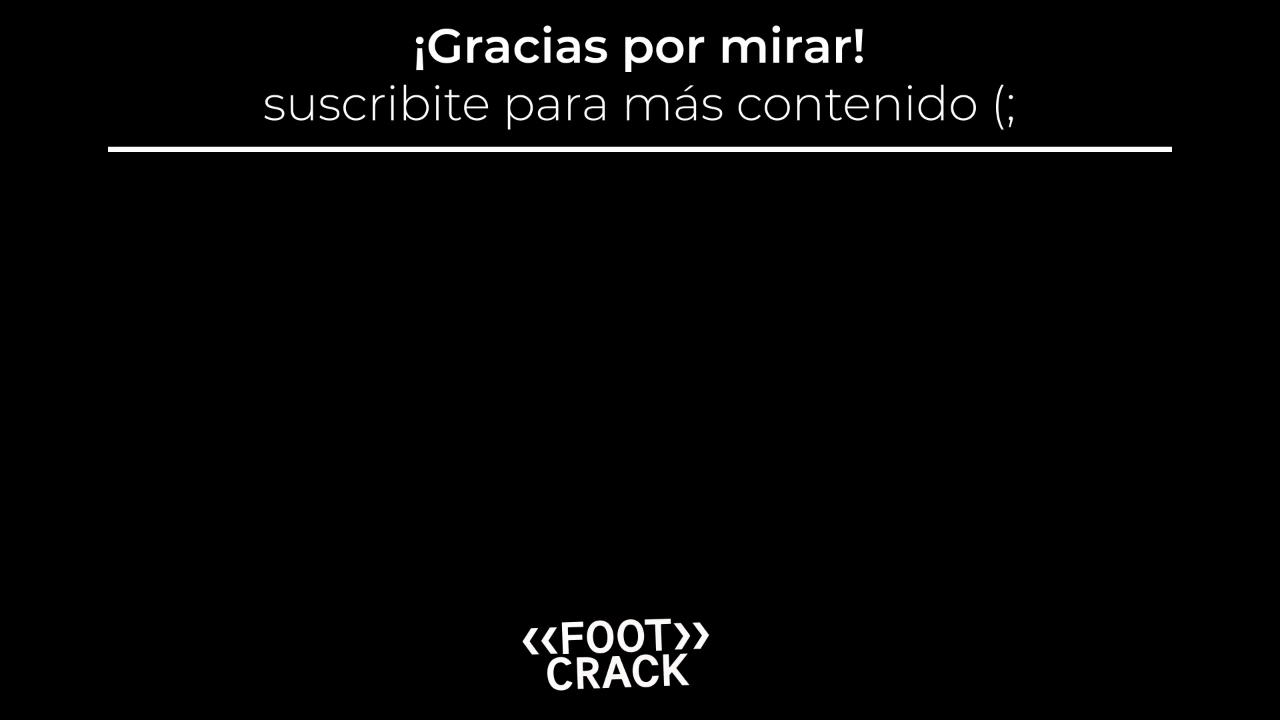 ¡Gracias por mirar!
suscribite para más contenido (;
‹‹FOOT››
CRACK